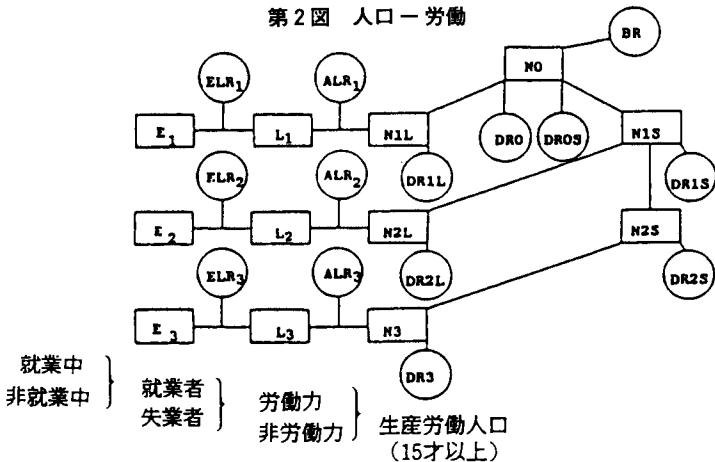 第2図 人口ー労働
BR
NO
ELR1
ALR1
E1
L1
N1L
DRO
DROS
N1S
DR1L
DR1S
ELR2
ALR2
E2
L2
N2L
N2S
DR2L
DR2S
ELR3
ALR3
E3
L3
N3
DR3
就業中
非就業中
就業者
失業者
労働力
非労働力
生産労働人口
(15才以上)